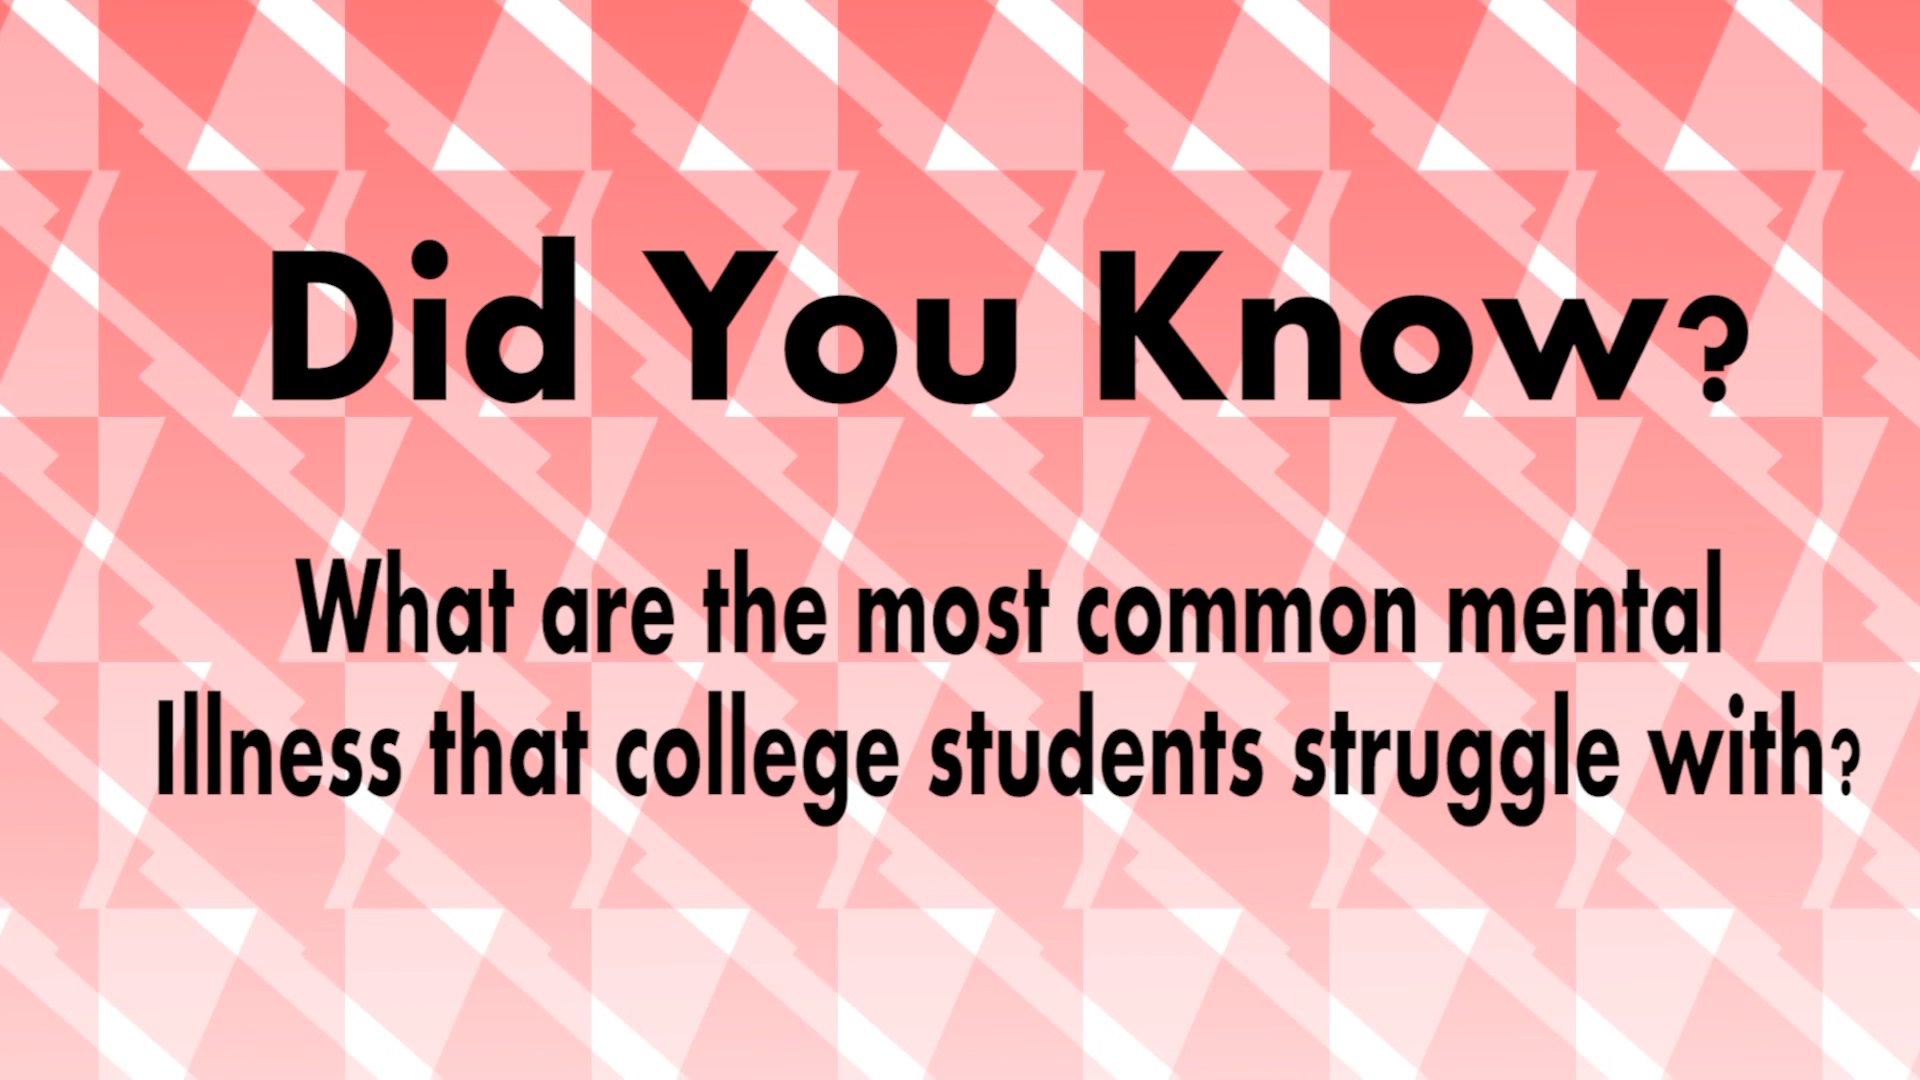 Did You Know?
What are the most common mental
Illness that college students struggle with?